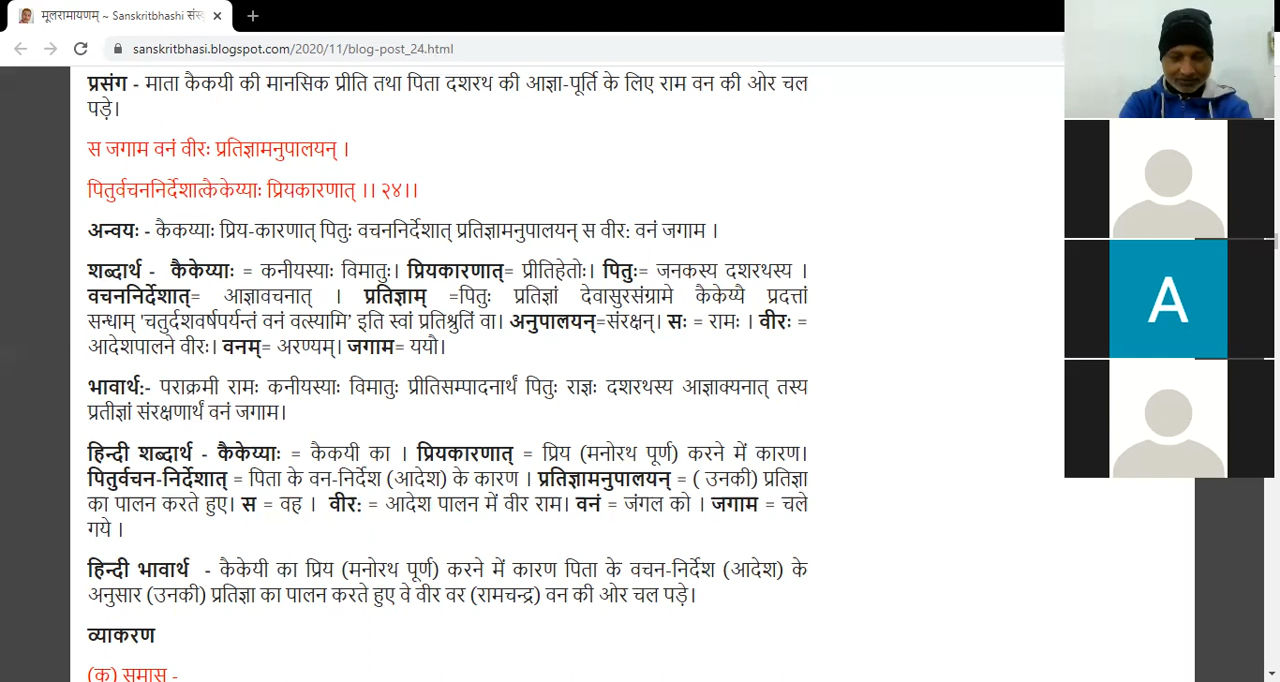 मूलरामायणम् ~ Sanskritbhashi संस्
sanskritbhasi.blogspot.com/2020/11/blog-post_24.html
प्रसंग - माता कैकयी की मानसिक प्रीति तथा पिता दशरथ की आज्ञा-पूर्ति के लिए राम वन की ओर चल
पड़े।
स जगाम वनं वीरः प्रतिज्ञामनुपालयन् ।
पितुर्वचननिर्देशात्कैकेय्याः प्रियकारणात् ।। २४।।
अन्वयः - कैकय्याः प्रिय-कारणात् पितुः वचननिर्देशात् प्रतिज्ञामनुपालयन् स वीर: वनं जगाम ।
शब्दार्थ - कैकेय्याः = कनीयस्याः विमातुः। प्रियकारणात्= प्रीतिहेतोः। पितुः= जनकस्य दशरथस्य ।
वचननिर्देशात्= आज्ञावचनात् । प्रतिज्ञाम् =पितुः प्रतिज्ञां देवासुरसंग्रामे कैकेय्यै प्रदत्तां
सन्धाम् 'चतुर्दशवर्षपर्यन्तं वनं वत्स्यामि' इति स्वां प्रतिश्रुतिं वा। अनुपालयन्=संरक्षन्। सः = रामः । वीरः =
आदेशपालने वीरः। वनम्= अरण्यम्। जगाम= ययौ।
भावार्थ:- पराक्रमी रामः कनीयस्याः विमातुः प्रीतिसम्पादनार्थं पितुः राज्ञः दशरथस्य आज्ञाक्यनात् तस्य
प्रतीज्ञां संरक्षणार्थं वनं जगाम।
हिन्दी शब्दार्थ - कैकेय्याः = कैकयी का । प्रियकारणात् = प्रिय (मनोरथ पूर्ण) करने में कारण।
पितुर्वचन-निर्देशात् = पिता के वन-निर्देश (आदेश) के कारण । प्रतिज्ञामनुपालयन् = ( उनकी) प्रतिज्ञा
का पालन करते हुए। स = वह । वीर: = आदेश पालन में वीर राम। वनं = जंगल को । जगाम = चले
गये ।
हिन्दी भावार्थ - कैकेयी का प्रिय (मनोरथ पूर्ण) करने में कारण पिता के वचन-निर्देश (आदेश) के
अनुसार (उनकी) प्रतिज्ञा का पालन करते हुए वे वीर वर (रामचन्द्र) वन की ओर चल पड़े।
व्याकरण
(क) समास -
A